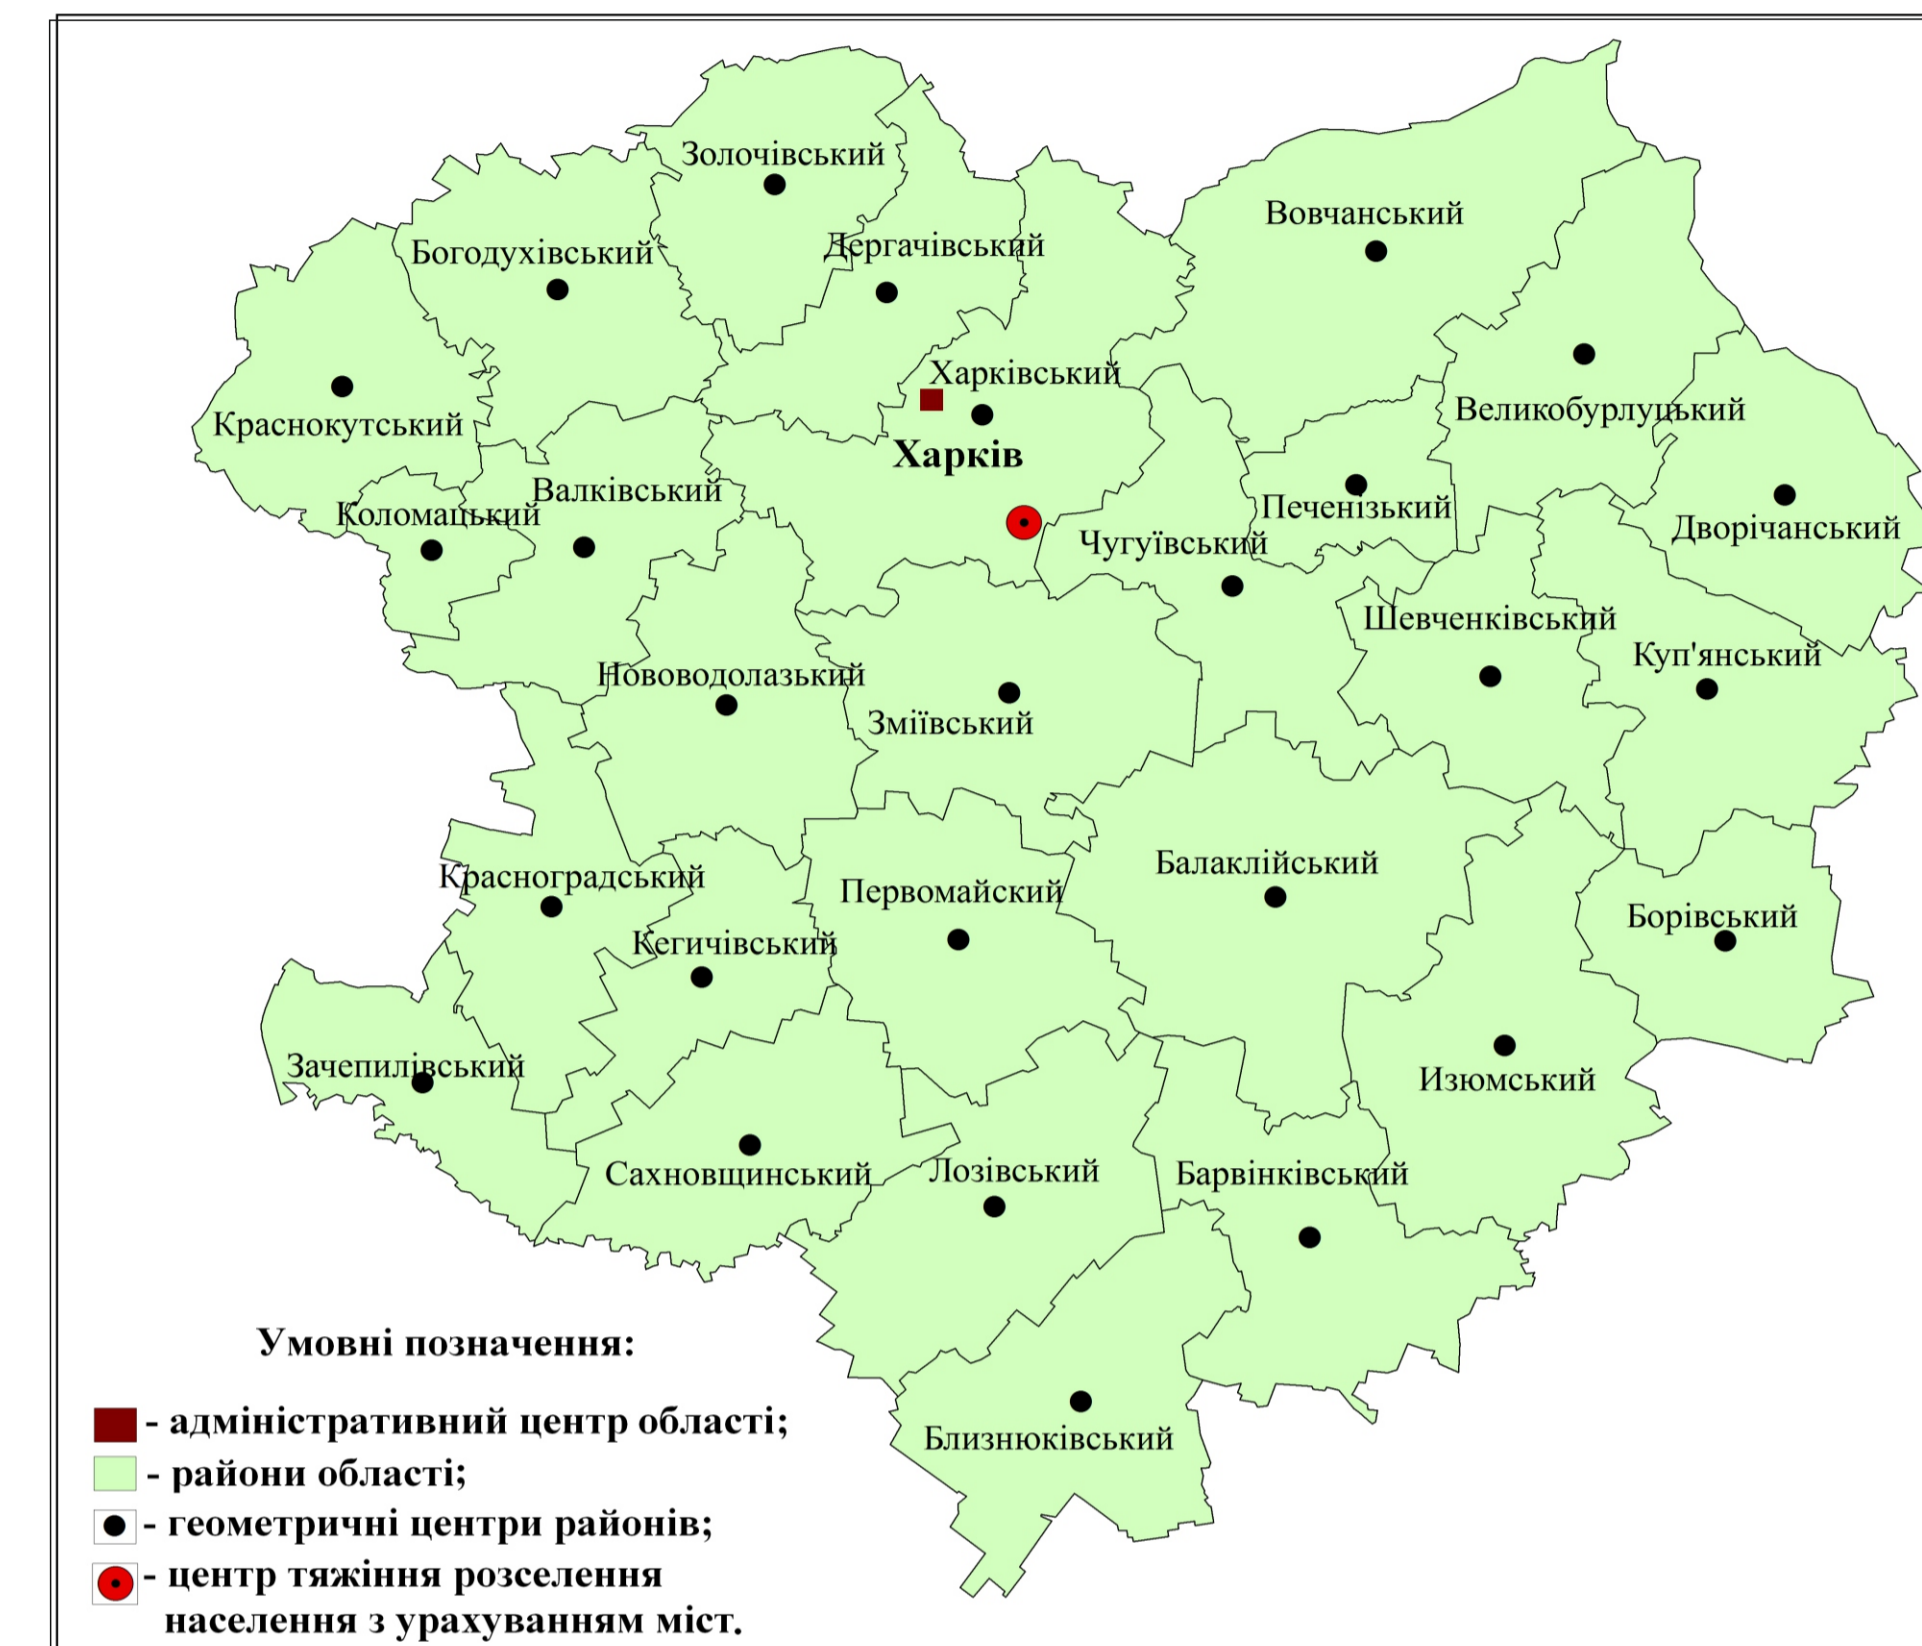 Золочівський
Вовчанський
Дергачівський
Богодухівський
Харківський
Великобурлуцький
Краснокутський
Харків
Валківський
Печенізький
Коломацький
Дворічанський
Чугуївський
Шевченківський
Куп'янський
Нововодолазький
Зміївський
Балаклійський
Красноградський
Первомайский
Борівський
Кегичівський
Зачепилівський
Изюмський
Сахновщинський
Лозівський
Барвінківський
Близнюківський
Умовні позначення:
- адміністративний центр області;
- райони області;
- геометричні центри районів;
- центр тяжіння розселення
населення з урахуванням міст.